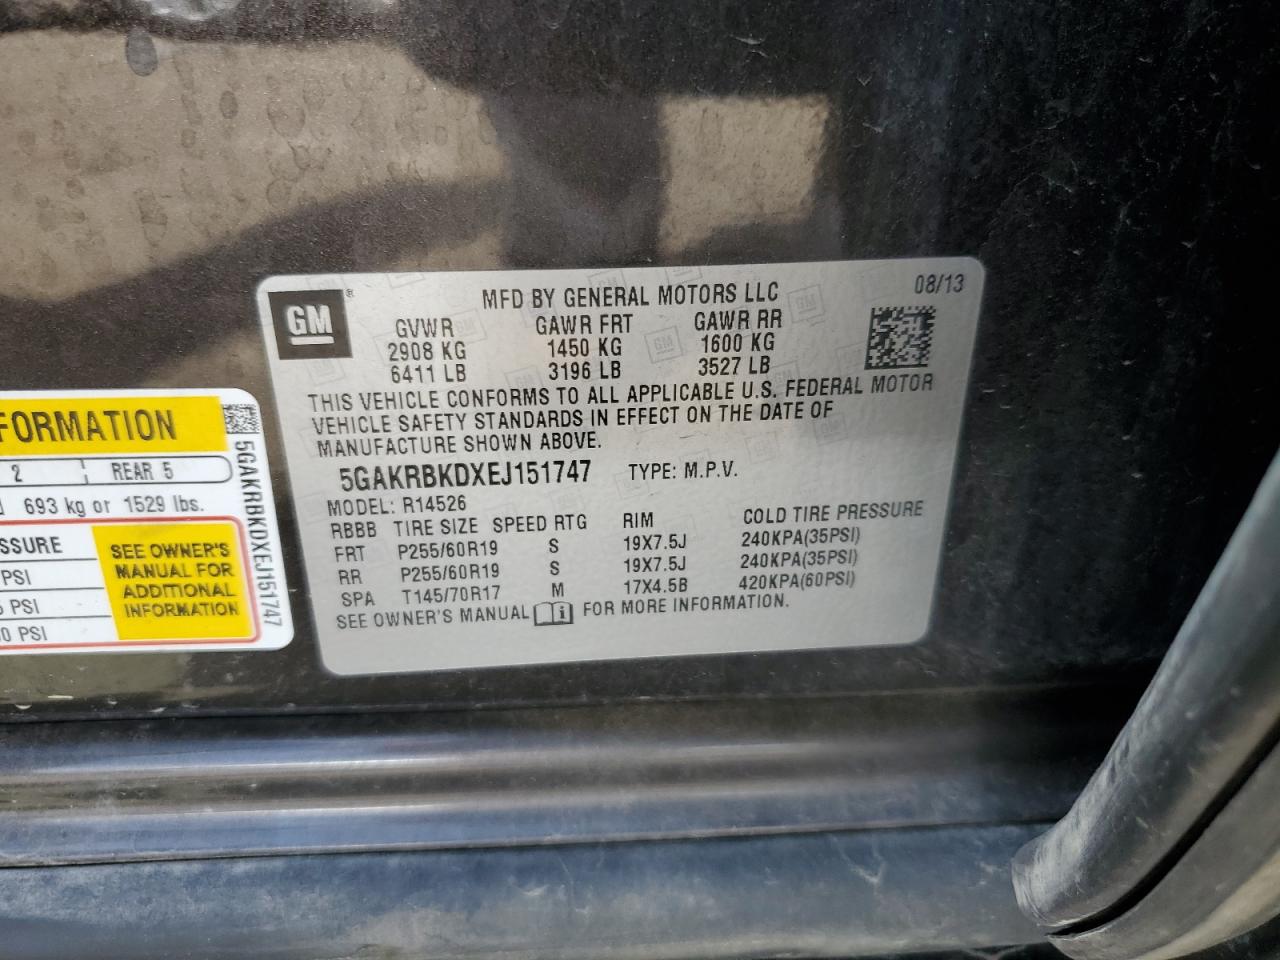 GM
MFD BY GENERAL MOTORS LLC
08/13
GVWR GAWR FRT GAWR RR
2908 KG 1450 KG 1600 KG
6411 LB 3196 LB 3527 LB
THIS VEHICLE CONFORMS TO ALL APPLICABLE U.S. FEDERAL MOTOR
VEHICLE SAFETY STANDARDS IN EFFECT ON THE DATE OF
MANUFACTURE SHOWN ABOVE.
5GAKRBKDXEJ151747 TYPE: M.P.V.
MODEL: R14526
RBBB TIRE SIZE SPEED RTG RIM COLD TIRE PRESSURE
FRT P255/60R19 S 19X7.5J 240KPA(35PSI)
RR P255/60R19 S 19X7.5J 240KPA(35PSI)
SPA T145/70R17 M 17X4.5B 420KPA(60PSI)
SEE OWNER'S MANUAL i FOR MORE INFORMATION.
FORMATION
2 REAR 5
693 kg or 1529 lbs.
SSURE
PSI
PSI
0 PSI
SEE OWNER'S
MANUAL FOR
ADDITIONAL
INFORMATION
5GAKRBKDXEJ151747